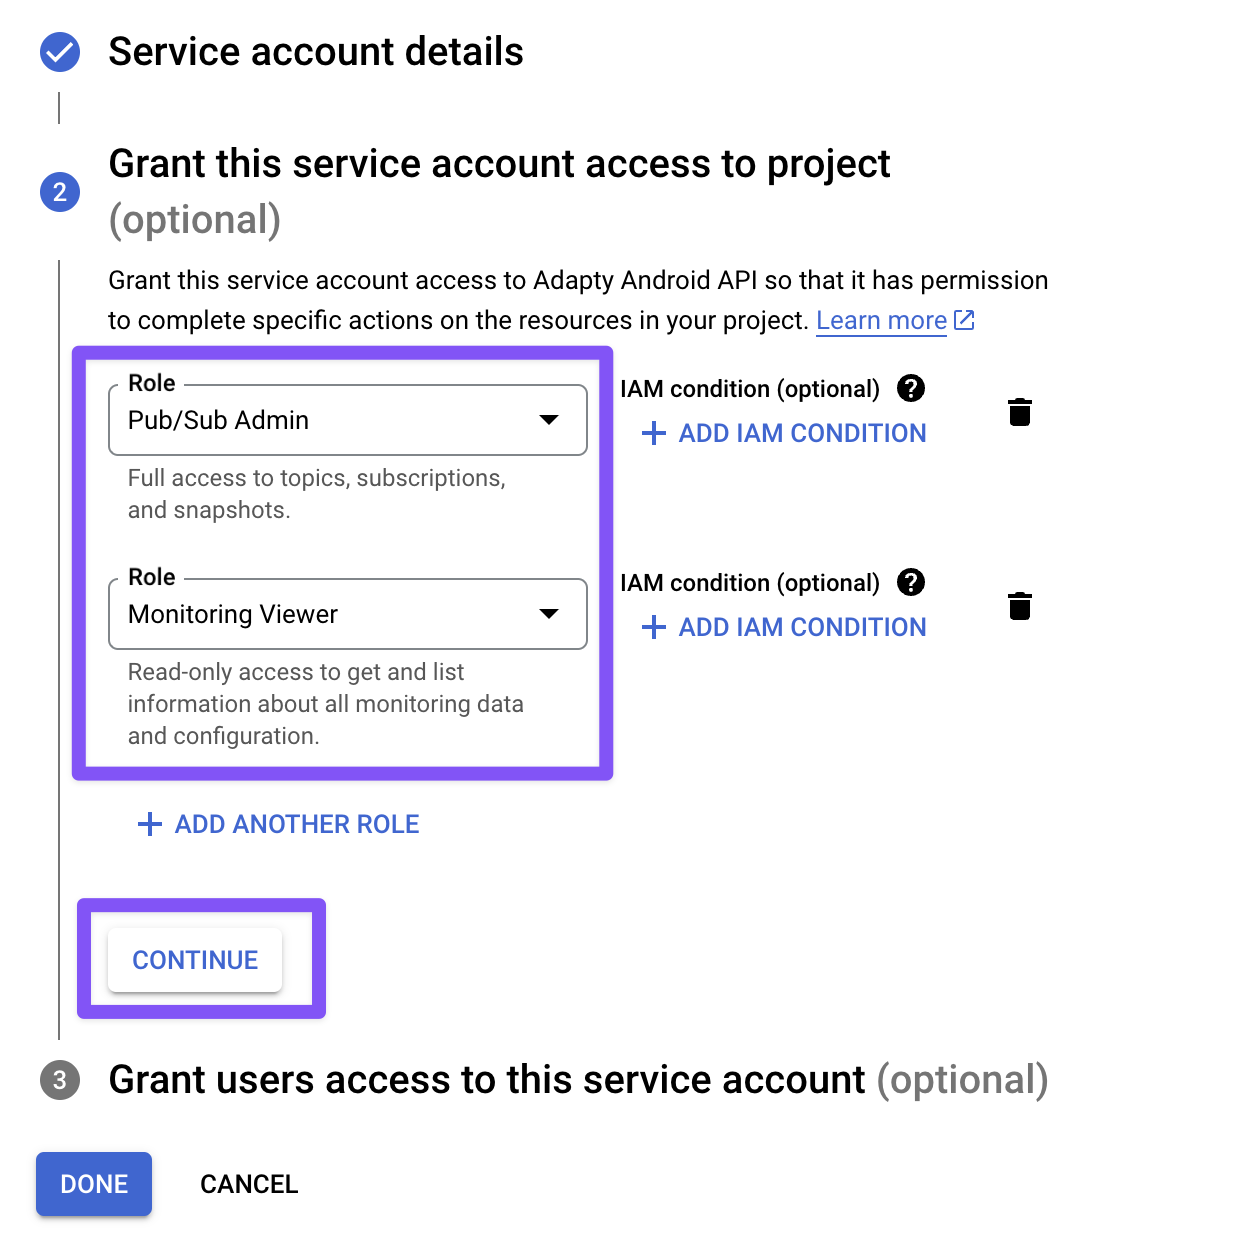 Service account details
2
Grant this service account access to project
(optional)
Grant this service account access to Adapty Android API so that it has permission
to complete specific actions on the resources in your project. Learn more
Role
Pub/Sub Admin
Full access to topics, subscriptions,
and snapshots.
IAM condition (optional) ?
+ ADD IAM CONDITION
Role
Monitoring Viewer
Read-only access to get and list
information about all monitoring data
and configuration.
IAM condition (optional) ?
+ ADD IAM CONDITION
+ ADD ANOTHER ROLE
CONTINUE
3 Grant users access to this service account (optional)
DONE CANCEL